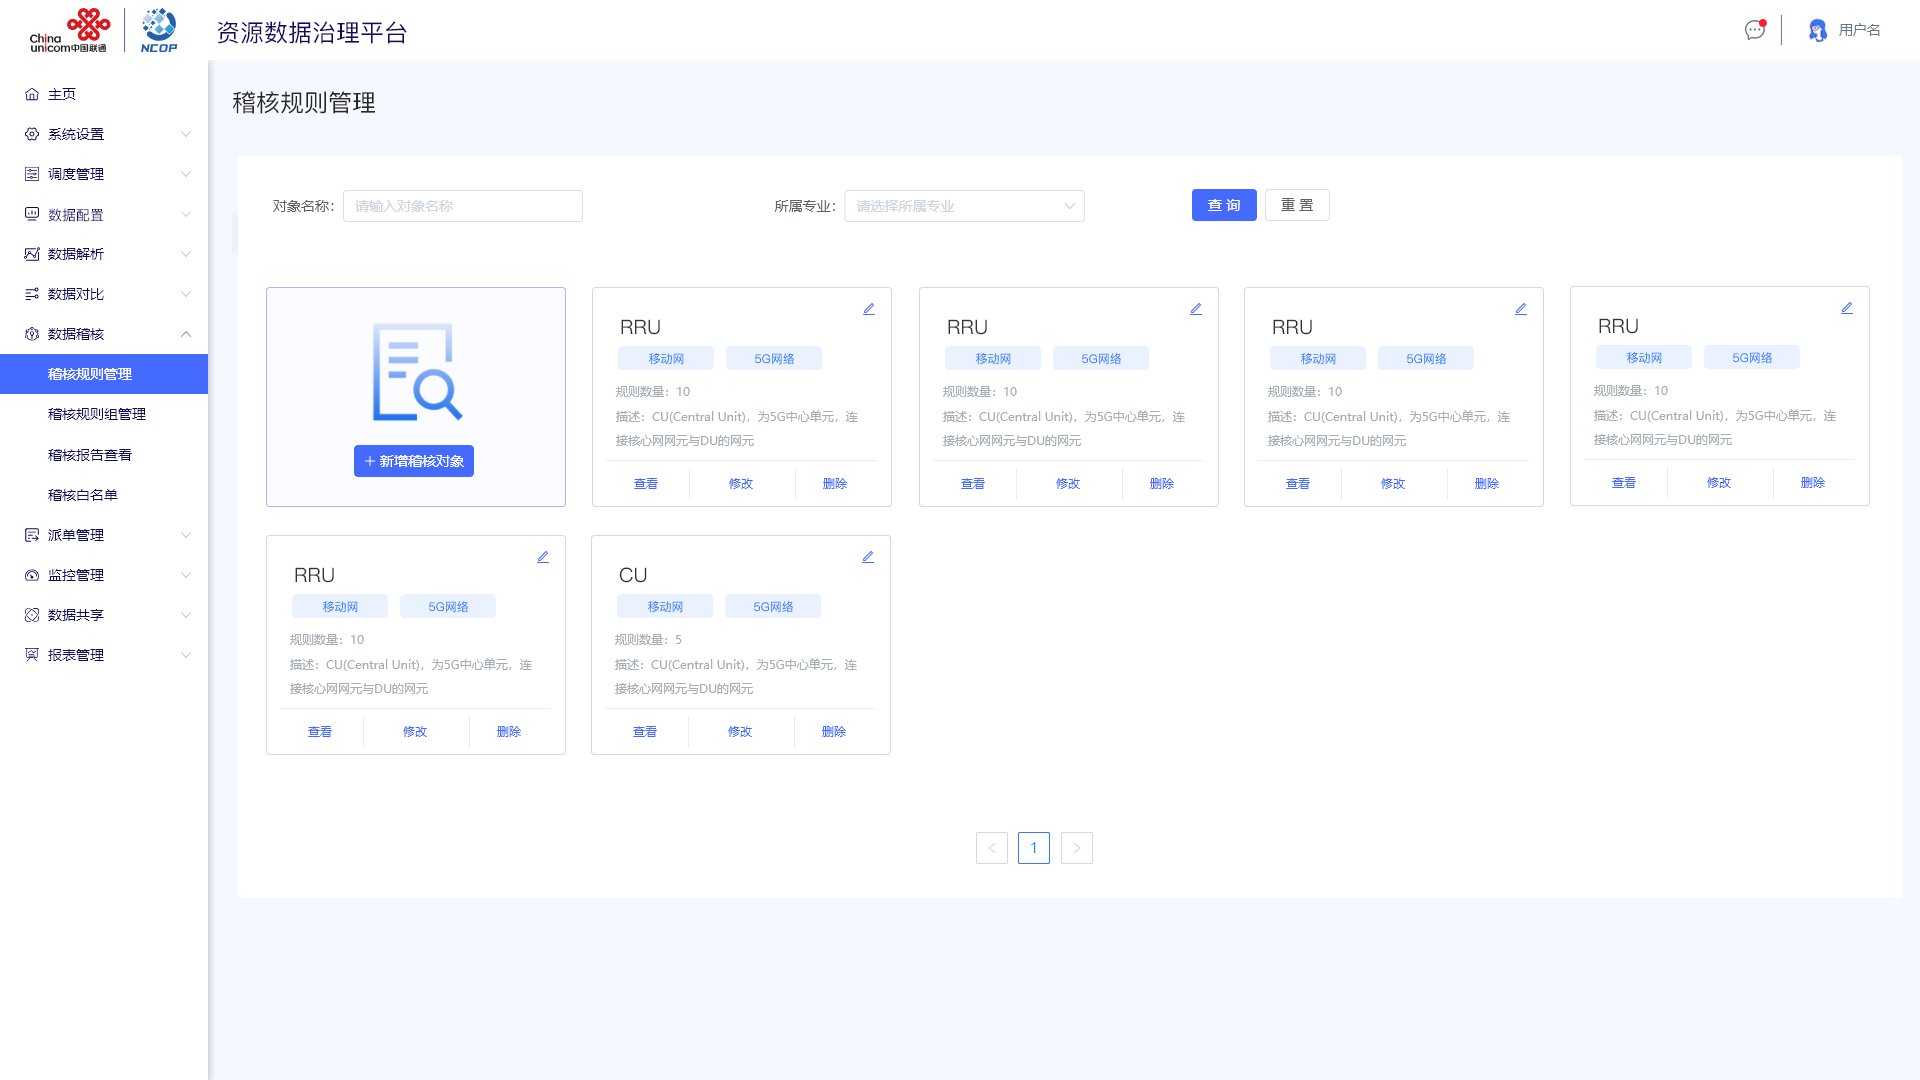 China
unicom中国联通
NCOP
资源数据治理平台
用户名
主页
系统设置
调度管理
数据配置
数据解析
数据对比
数据稽核
稽核规则管理
稽核规则组管理
稽核报告查看
稽核白名单
派单管理
监控管理
数据共享
报表管理
稽核规则管理
对象名称： 请输入对象名称
所属专业： 请选择所属专业
查 询
重 置
+ 新增稽核对象
RRU
移动网 5G网络
规则数量：10
描述：CU(Central Unit)，为5G中心单元，连
接核心网网元与DU的网元
查看 修改 删除
RRU
移动网 5G网络
规则数量：10
描述：CU(Central Unit)，为5G中心单元，连
接核心网网元与DU的网元
查看 修改 删除
RRU
移动网 5G网络
规则数量：10
描述：CU(Central Unit)，为5G中心单元，连
接核心网网元与DU的网元
查看 修改 删除
RRU
移动网 5G网络
规则数量：10
描述：CU(Central Unit)，为5G中心单元，连
接核心网网元与DU的网元
查看 修改 删除
RRU
移动网 5G网络
规则数量：10
描述：CU(Central Unit)，为5G中心单元，连
接核心网网元与DU的网元
查看 修改 删除
CU
移动网 5G网络
规则数量：5
描述：CU(Central Unit)，为5G中心单元，连
接核心网网元与DU的网元
查看 修改 删除
< 1 >